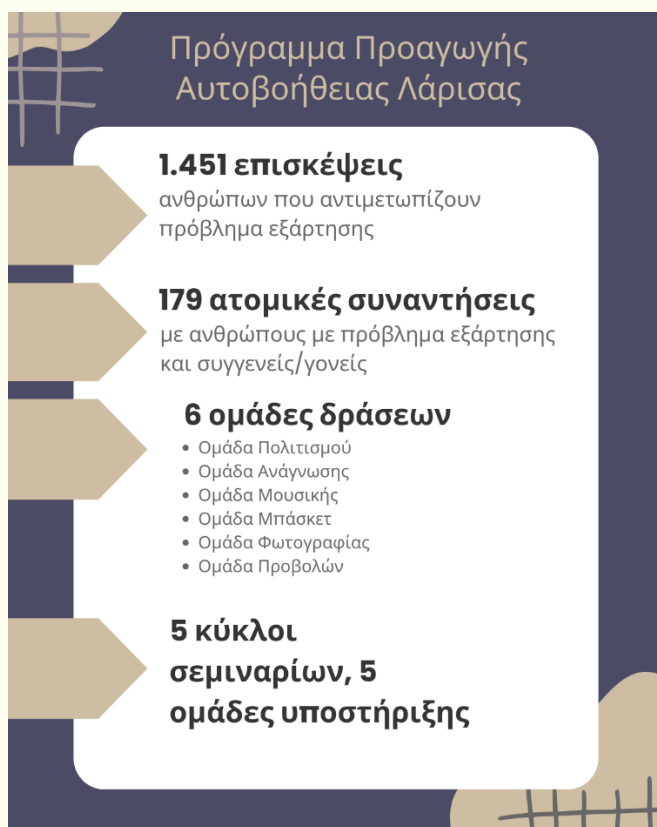 Πρόγραμμα Προαγωγής
Αυτοβοήθειας Λάρισας
1.451 επισκέψεις
ανθρώπων που αντιμετωπίζουν
πρόβλημα εξάρτησης
179 ατομικές συναντήσεις
με ανθρώπους με πρόβλημα εξάρτησης
και συγγενείς/γονείς
6 ομάδες δράσεων
• Ομάδα Πολιτισμού
• Ομάδα Ανάγνωσης
• Ομάδα Μουσικής
• Ομάδα Μπάσκετ
• Ομάδα Φωτογραφίας
• Ομάδα Προβολών
5 κύκλοι
σεμιναρίων, 5
ομάδες υποστήριξης